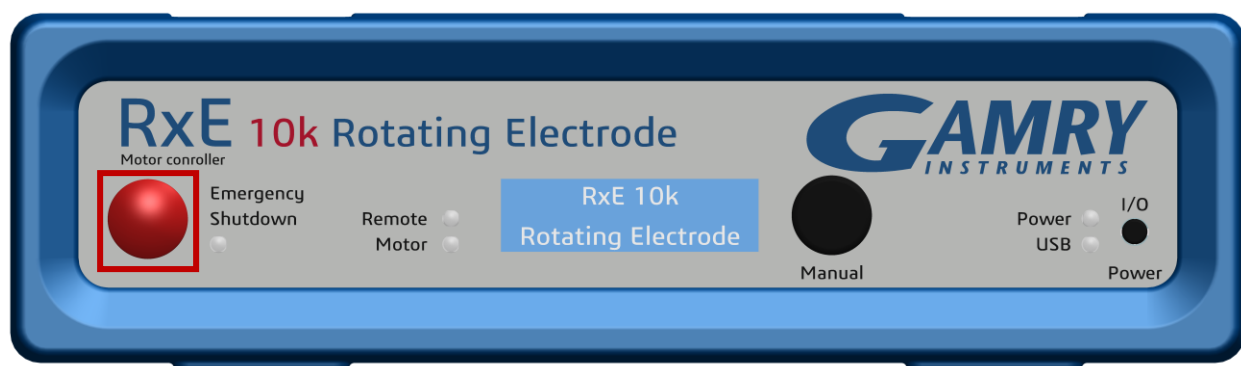 RxE 10k Rotating Electrode
Motor conroller
GAMRY
INSTRUMENTS
Emergency
Shutdown
Remote
Motor
RxE 10k
Rotating Electrode
Manual
Power
USB
I/O
Power